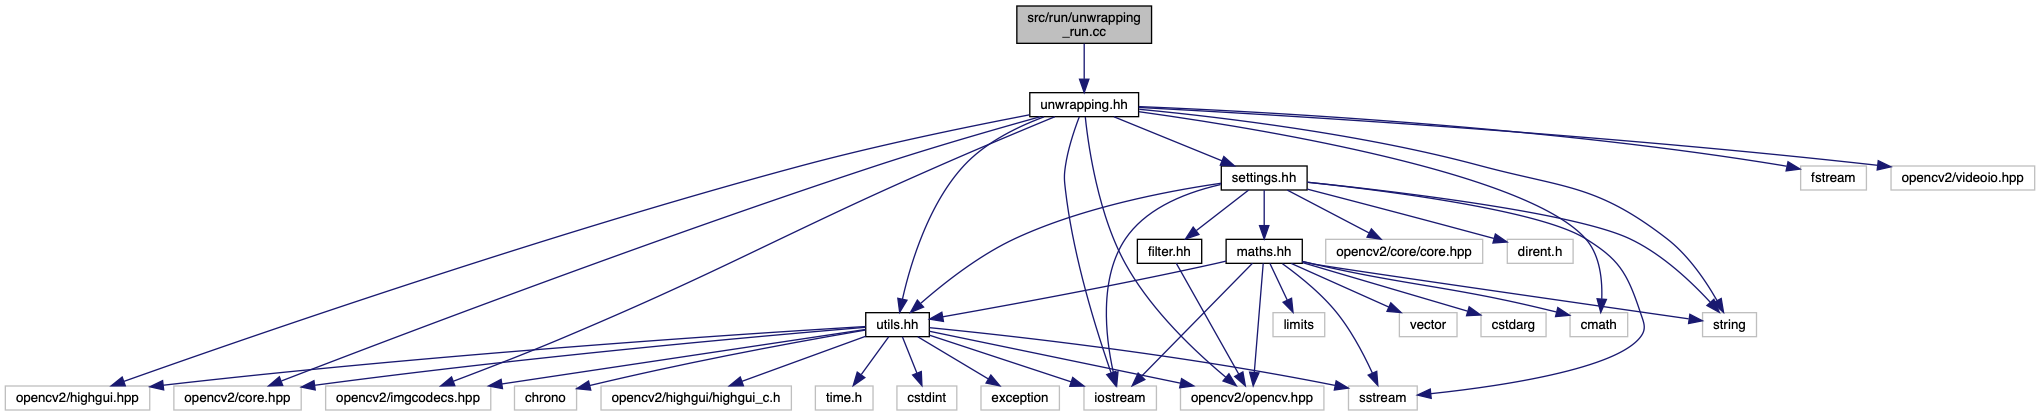 src/run/unwrapping
_run.cc
unwrapping.hh
settings.hh
fstream
opencv2/videoio.hpp
filter.hh
maths.hh
opencv2/core/core.hpp
dirent.h
utils.hh
limits
vector
cstdarg
cmath
string
opencv2/highgui.hpp
opencv2/core.hpp
opencv2/imgcodecs.hpp
chrono
opencv2/highgui/highgui_c.h
time.h
cstdint
exception
iostream
opencv2/opencv.hpp
sstream